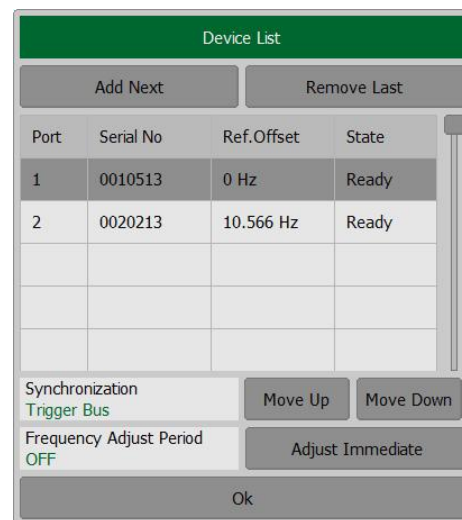 Device List
Add Next Remove Last
Port Serial No Ref.Offset State
1 0010513 0 Hz Ready
2 0020213 10.566 Hz Ready
Synchronization
Trigger Bus
Move Up Move Down
Frequency Adjust Period
OFF
Adjust Immediate
Ok